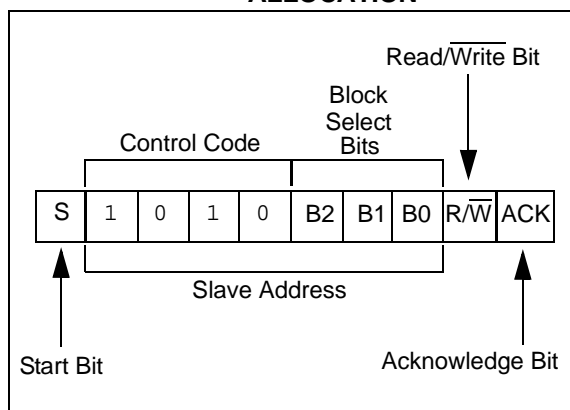 ALLOCATION
Read/Write Bit
Block
Select
Bits
Control Code
S 1 0 1 0 B2 B1 B0 R/W ACK
Slave Address
Start Bit
Acknowledge Bit